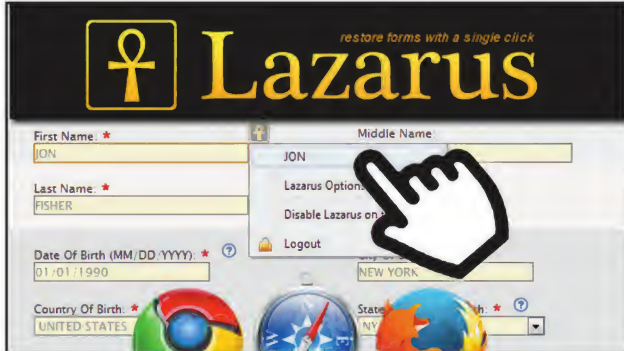 restore forms with a single click
Lazarus
First Name: *
Middle Name:
JON
JON
Last Name: *
Lazarus Options
FISHER
Disable Lazarus on
Logout
Date Of Birth (MM/DD/YYYY): * ?
01/01/1990
NEW YORK
Country Of Birth: *
State * ?
UNITED STATES
NY